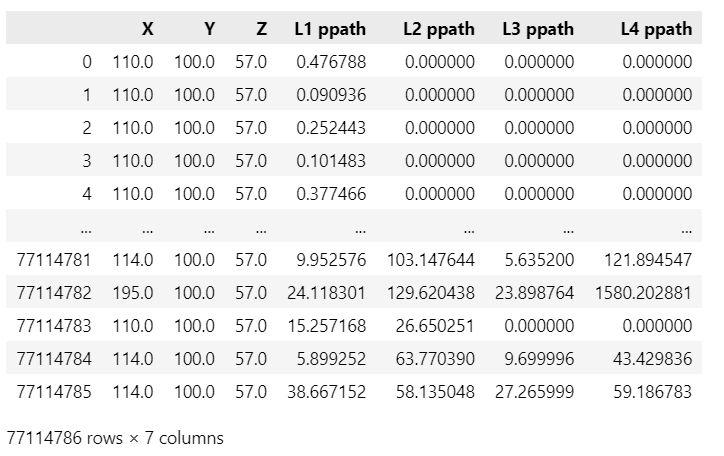 X Y Z L1 ppath L2 ppath L3 ppath L4 ppath
0 110.0 100.0 57.0 0.476788 0.000000 0.000000 0.000000
1 110.0 100.0 57.0 0.090936 0.000000 0.000000 0.000000
2 110.0 100.0 57.0 0.252443 0.000000 0.000000 0.000000
3 110.0 100.0 57.0 0.101483 0.000000 0.000000 0.000000
4 110.0 100.0 57.0 0.377466 0.000000 0.000000 0.000000
... ... ... ... ... ... ... ...
77114781 114.0 100.0 57.0 9.952576 103.147644 5.635200 121.894547
77114782 195.0 100.0 57.0 24.118301 129.620438 23.898764 1580.202881
77114783 110.0 100.0 57.0 15.257168 26.650251 0.000000 0.000000
77114784 114.0 100.0 57.0 5.899252 63.770390 9.699996 43.429836
77114785 114.0 100.0 57.0 38.667152 58.135048 27.265999 59.186783
77114786 rows × 7 columns